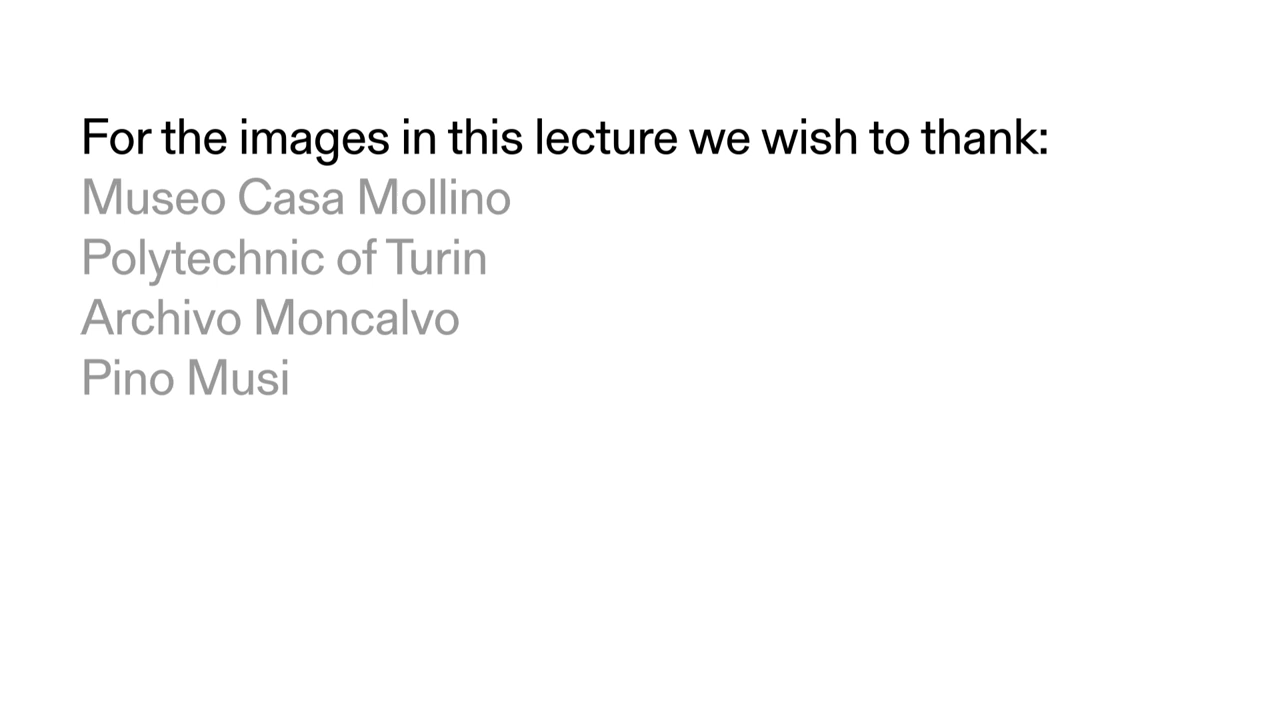 For the images in this lecture we wish to thank:
Museo Casa Mollino
Polytechnic of Turin
Archivo Moncalvo
Pino Musi